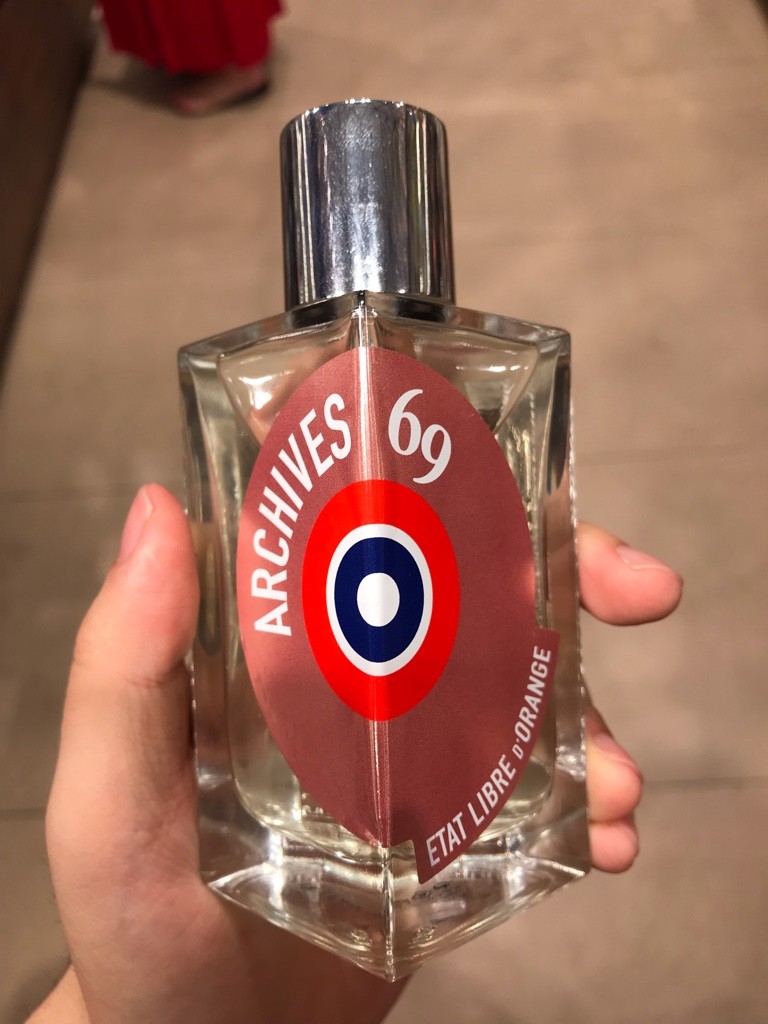 ARCHIVES
69
ETAT LIBRE D'ORANGE